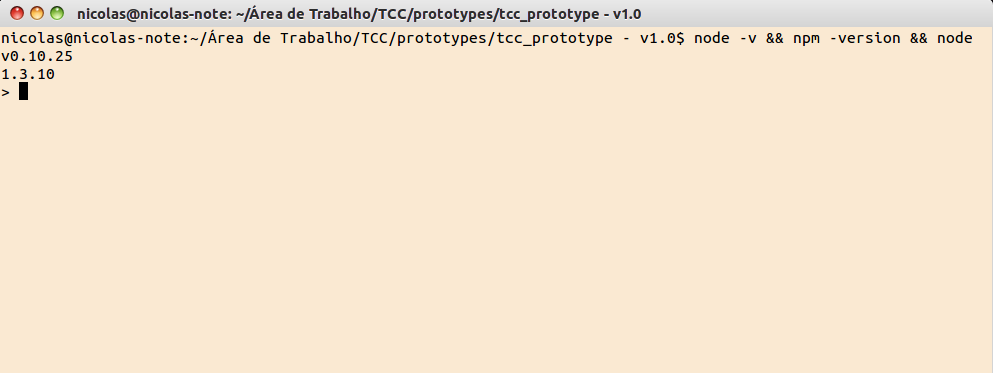 nicolas@nicolas-note: ~/Área de Trabalho/TCC/prototypes/tcc_prototype - v1.0
nicolas@nicolas-note:~/Área de Trabalho/TCC/prototypes/tcc_prototype - v1.0$ node -v && npm -version && node
v0.10.25
1.3.10
>